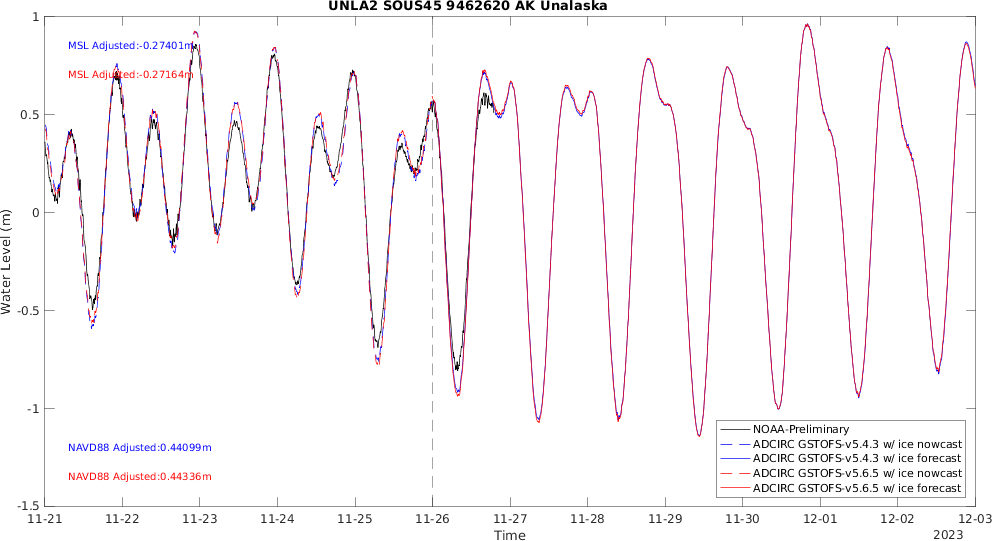 UNLA2 SOUS45 9462620 AK Unalaska
MSL Adjusted:-0.27401m
MSL Adjusted:-0.27164m
NAVD88 Adjusted:0.44099m
NAVD88 Adjusted:0.44336m
Water Level (m)
1
0.5
0
-0.5
-1
-1.5
NOAA-Preliminary
ADCIRC GSTOFS-v5.4.3 w/ ice nowcast
ADCIRC GSTOFS-v5.4.3 w/ ice forecast
ADCIRC GSTOFS-v5.6.5 w/ ice nowcast
ADCIRC GSTOFS-v5.6.5 w/ ice forecast
11-21 11-22 11-23 11-24 11-25 11-26 11-27 11-28 11-29 11-30 12-01 12-02 12-03
Time
2023